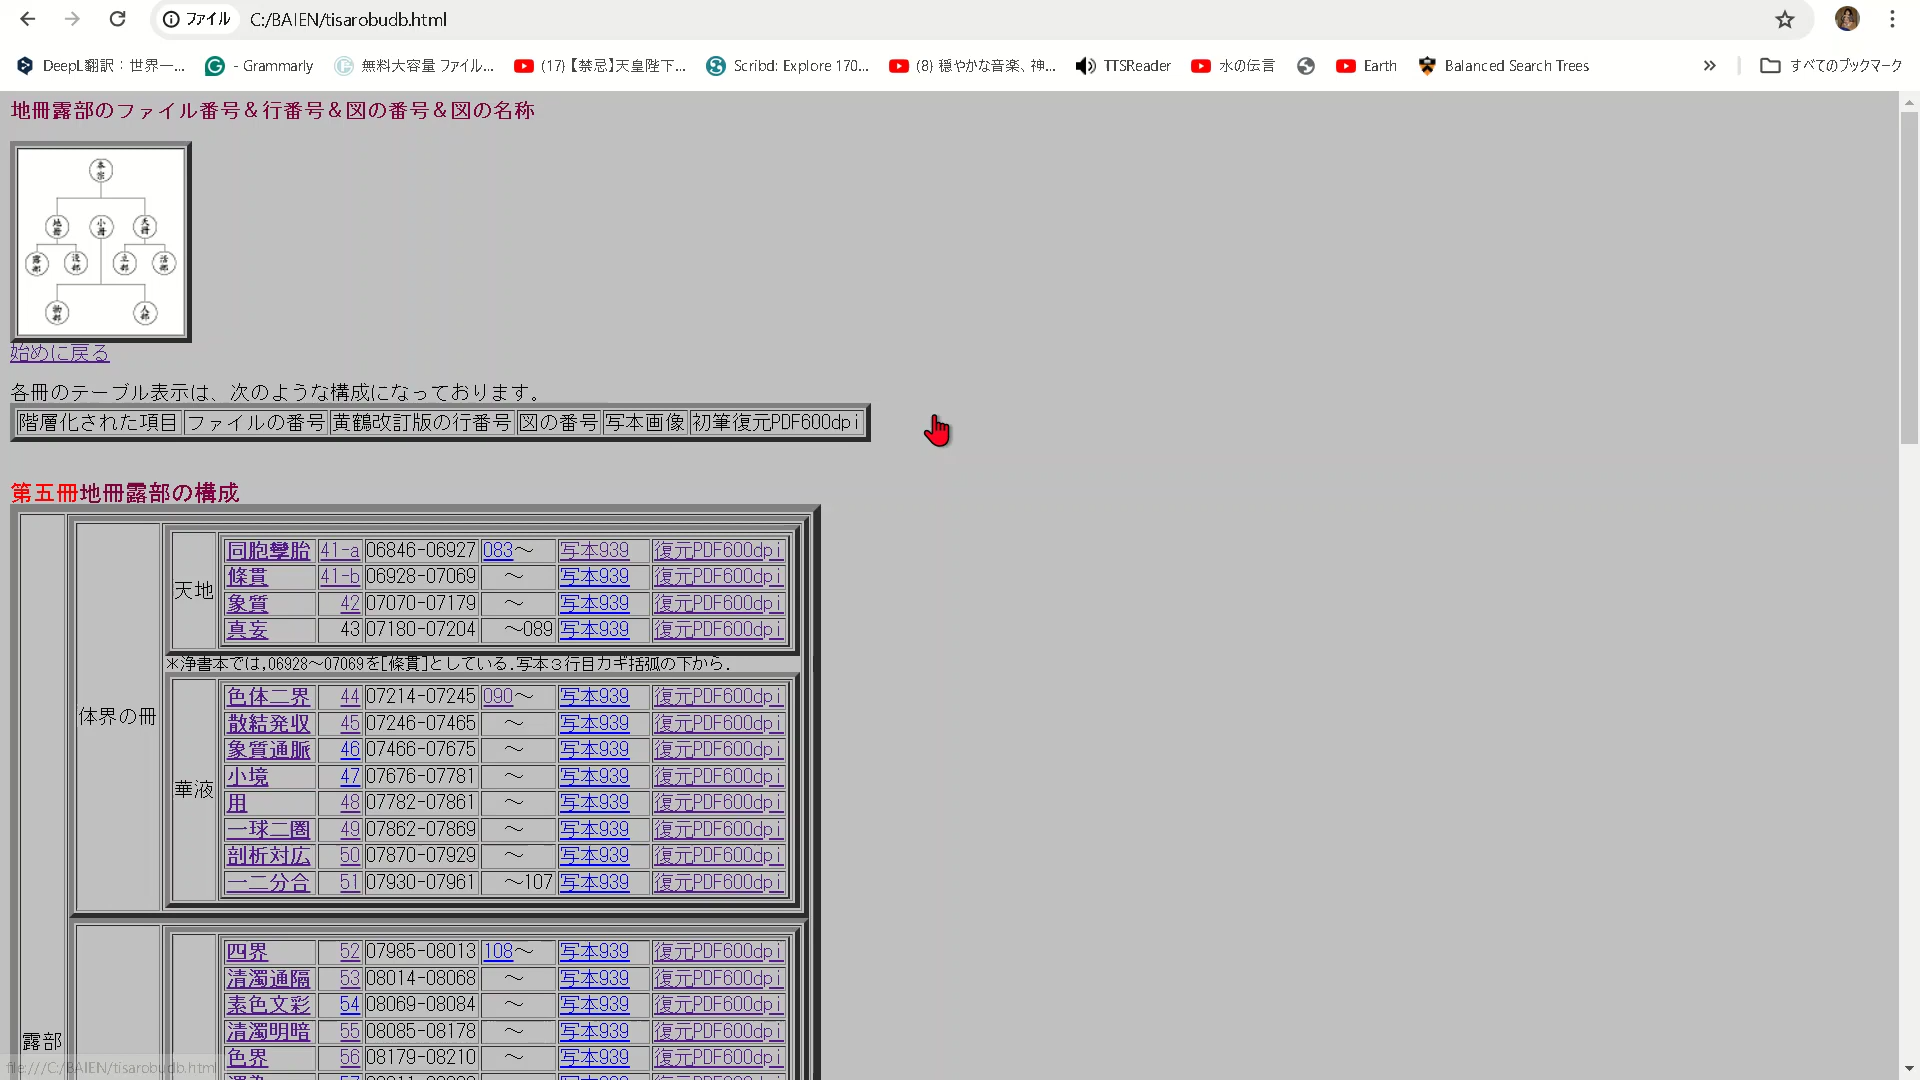 ファイル C:/BAIEN/tisarobudb.html
DeepL翻訳：世界一... - Grammarly 無料大容量 ファイル... (17)【禁忌】天皇陛下... Scribd: Explore 170... (8) 穏やかな音楽、神... TTSReader 水の伝言 Earth Balanced Search Trees » すべてのブックマーク
地冊露部のファイル番号＆行番号＆図の番号＆図の名称
本宗
地冊 小冊 天冊
露部 没部 立部 活部
物部 人部
始めに戻る
各冊のテーブル表示は、次のような構成になっております。
階層化された項目 ファイルの番号 黄鶴改訂版の行番号 図の番号 写本画像 初筆復元PDF600dpi
第五冊地冊露部の構成
同胞孿胎 41-a 06846-06927 083～ 写本939 復元PDF600dpi
條貫 41-b 06928-07069 ～ 写本939 復元PDF600dpi
天地
象質 42 07070-07179 ～ 写本939 復元PDF600dpi
真妄 43 07180-07204 ～089 写本939 復元PDF600dpi
※浄書本では,06928～07069を[條貫]としている.写本３行目カギ括弧の下から.
色体二界 44 07214-07245 090～ 写本939 復元PDF600dpi
体界の冊
散結発収 45 07246-07465 ～ 写本939 復元PDF600dpi
象質通脈 46 07466-07675 ～ 写本939 復元PDF600dpi
小境 47 07676-07781 ～ 写本939 復元PDF600dpi
華液
用 48 07782-07861 ～ 写本939 復元PDF600dpi
一球二圏 49 07862-07869 ～ 写本939 復元PDF600dpi
剖析対広 50 07870-07929 ～ 写本939 復元PDF600dpi
一二分合 51 07930-07961 ～107 写本939 復元PDF600dpi
四界 52 07985-08013 108～ 写本939 復元PDF600dpi
清濁通隔 53 08014-08068 ～ 写本939 復元PDF600dpi
素色文彩 54 08069-08084 ～ 写本939 復元PDF600dpi
清濁明暗 55 08085-08178 ～ 写本939 復元PDF600dpi
露部
色界 56 08179-08210 ～ 写本939 復元PDF600dpi
file:///C:/BAIEN/tisarobudb.html